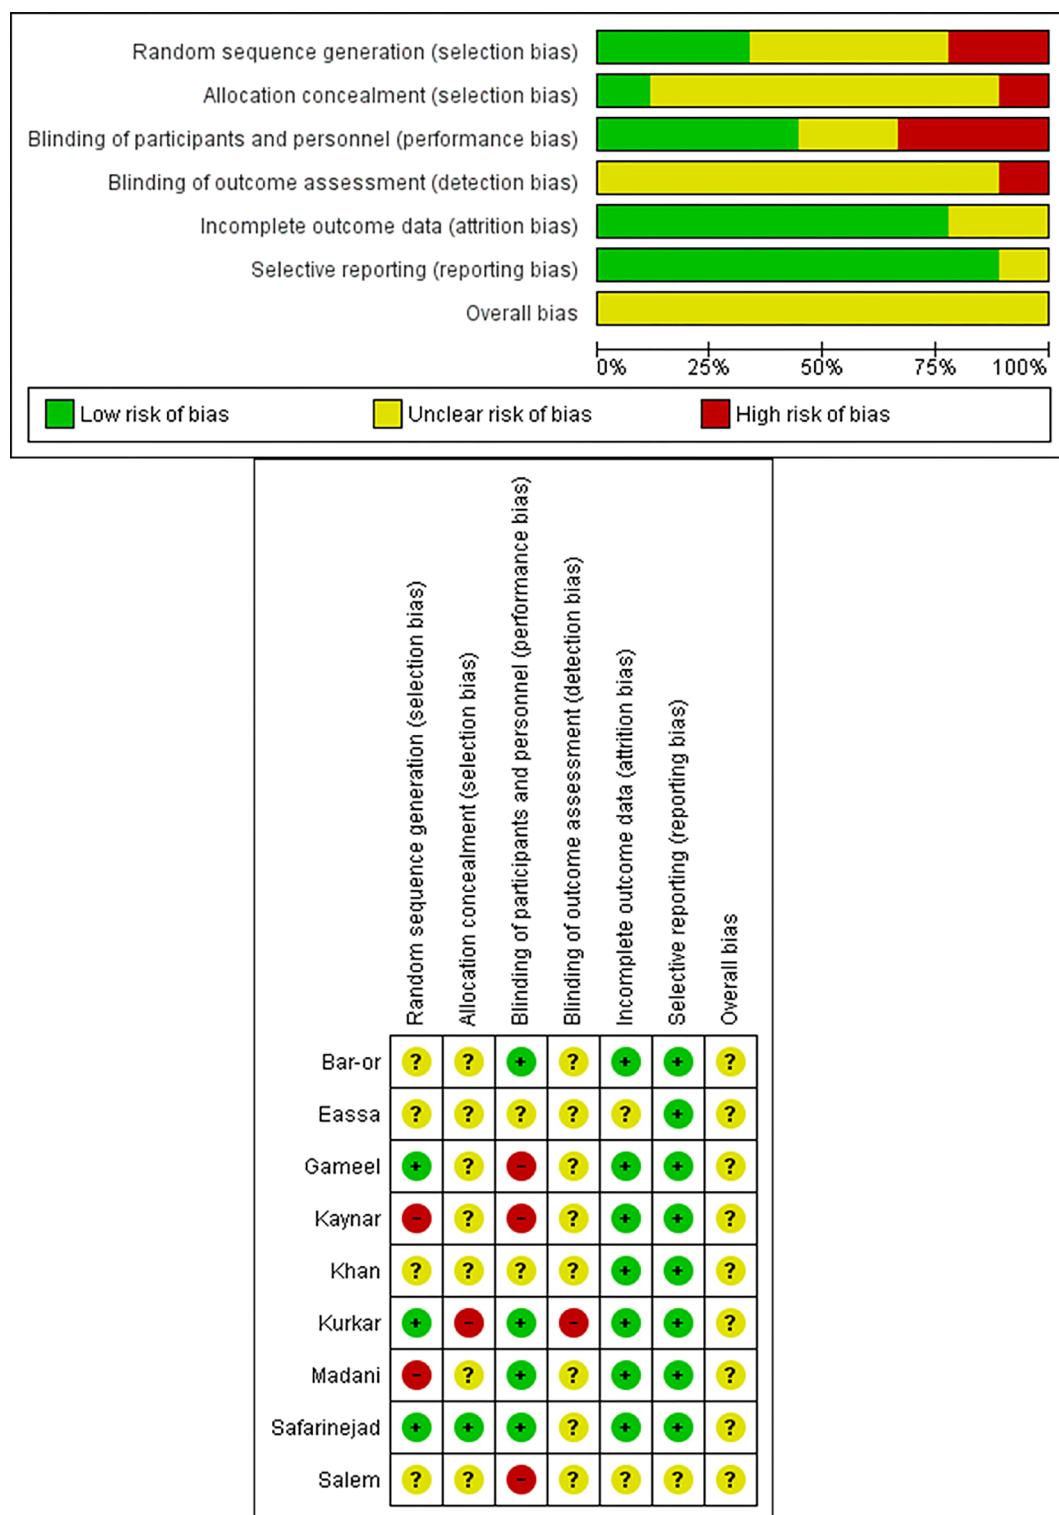 Random sequence generation (selection bias)
Allocation concealment (selection bias)
Blinding of participants and personnel (performance bias)
Blinding of outcome assessment (detection bias)
Incomplete outcome data (attrition bias)
Selective reporting (reporting bias)
Overall bias
0% 25% 50% 75% 100%
Low risk of bias Unclear risk of bias High risk of bias
Random sequence generation (selection bias)
Allocation concealment (selection bias)
Blinding of participants and personnel (performance bias)
Blinding of outcome assessment (detection bias)
Incomplete outcome data (attrition bias)
Selective reporting (reporting bias)
Overall bias
Bar-or ? ? + ? + + ?
Eassa ? ? ? ? ? + ?
Gameel + ? - ? + + ?
Kaynar - ? - ? + + ?
Khan ? ? ? ? + + ?
Kurkar + - + - + + ?
Madani - ? + ? + + ?
Safarinejad + + + ? + + ?
Salem ? ? - ? ? ? ?